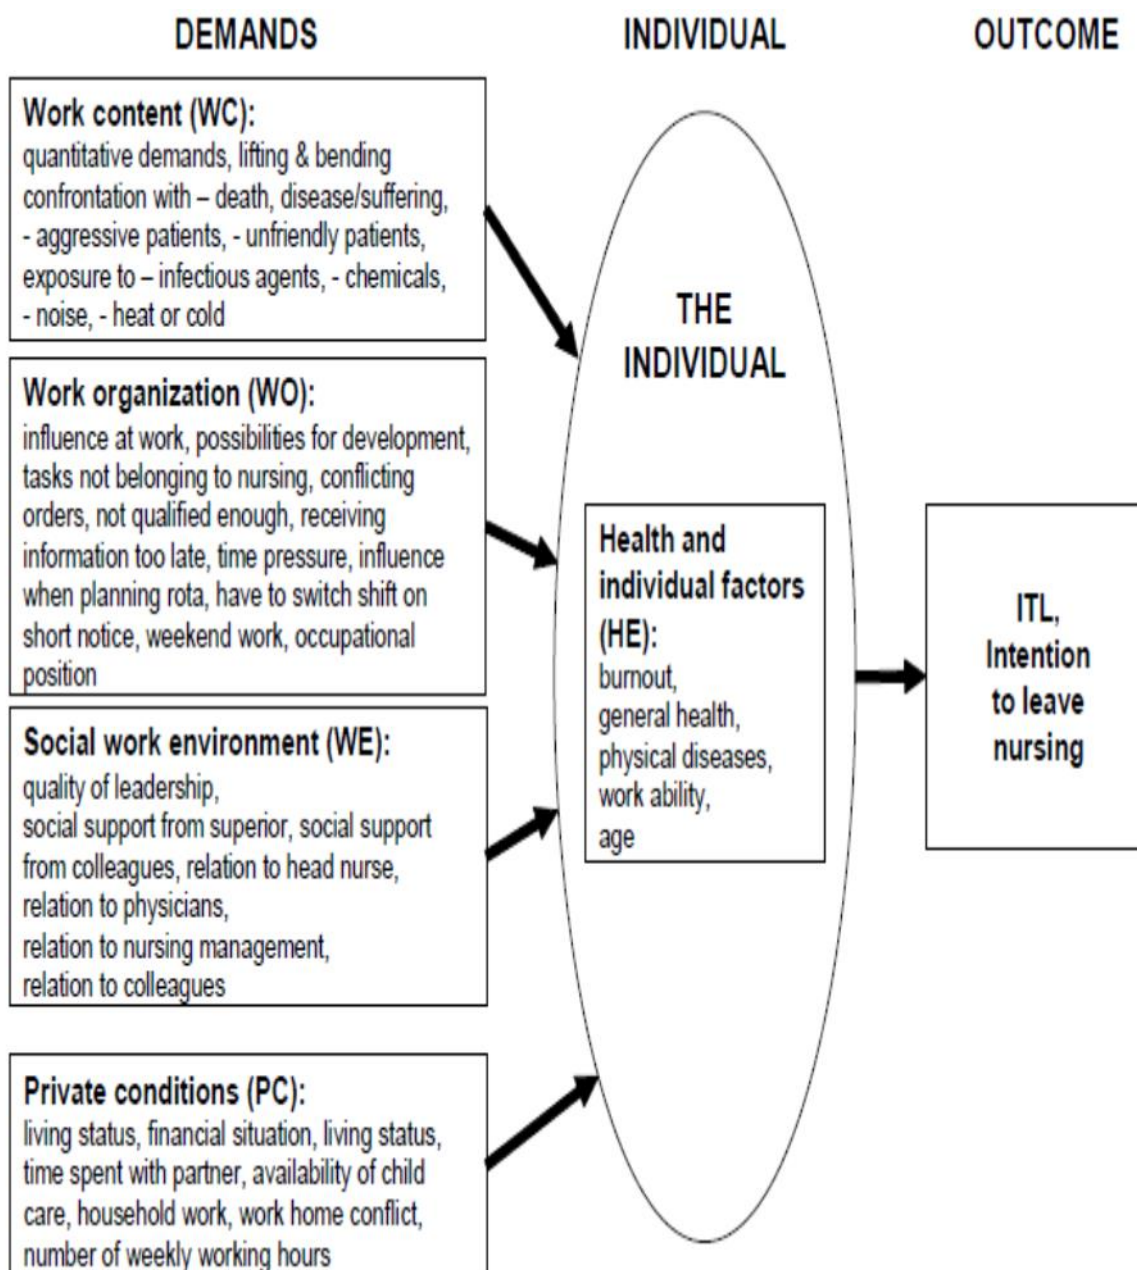 DEMANDS
INDIVIDUAL
OUTCOME
Work content (WC):
quantitative demands, lifting & bending
confrontation with – death, disease/suffering,
- aggressive patients, - unfriendly patients,
exposure to – infectious agents, - chemicals,
- noise, - heat or cold
Work organization (WO):
influence at work, possibilities for development,
tasks not belonging to nursing, conflicting
orders, not qualified enough, receiving
information too late, time pressure, influence
when planning rota, have to switch shift on
short notice, weekend work, occupational
position
Social work environment (WE):
quality of leadership,
social support from superior, social support
from colleagues, relation to head nurse,
relation to physicians,
relation to nursing management,
relation to colleagues
Private conditions (PC):
living status, financial situation, living status,
time spent with partner, availability of child
care, household work, work home conflict,
number of weekly working hours
THE
INDIVIDUAL
Health and
individual factors
(HE):
burnout,
general health,
physical diseases,
work ability,
age
ITL,
Intention
to leave
nursing